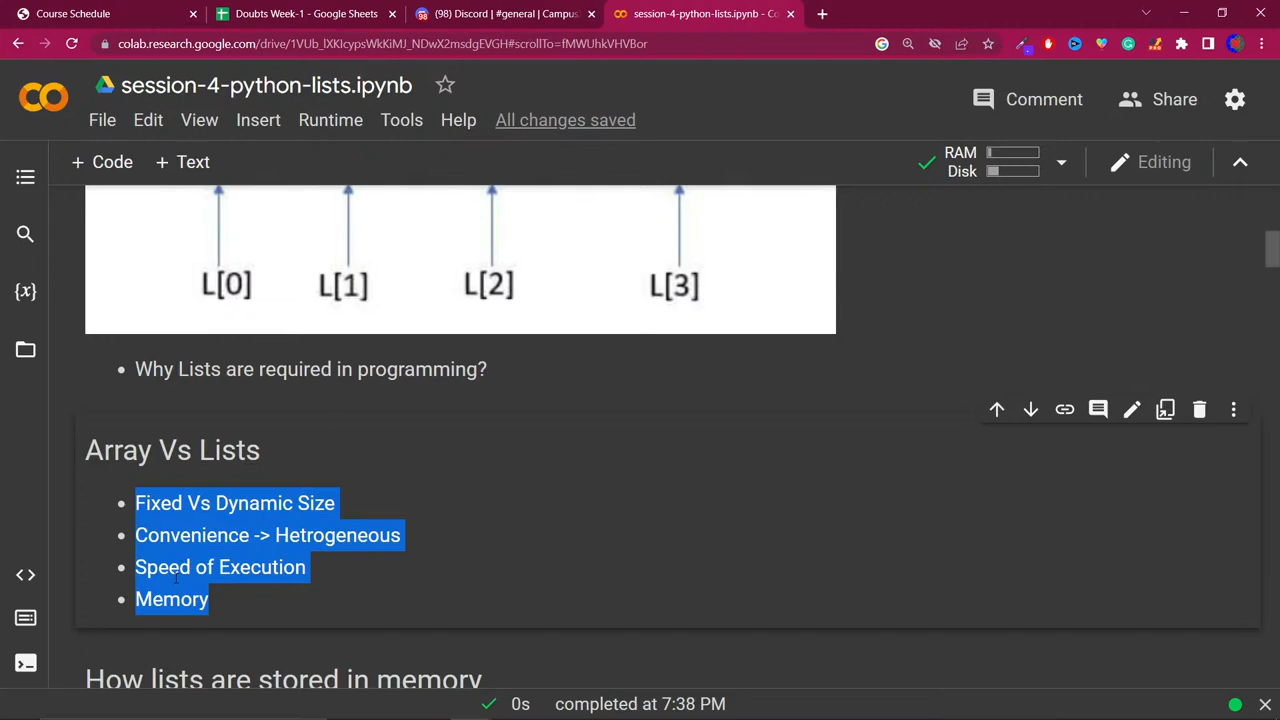 Course Schedule
Doubts Week-1 - Google Sheets
(98) Discord | #general | Campus
session-4-python-lists.ipynb - Co
colab.research.google.com/drive/1VUb_lXKIcypsWkKiMJ_NDwX2msdgEVGH#scrollTo=fMWUhkVHVBor
session-4-python-lists.ipynb
File Edit View Insert Runtime Tools Help All changes saved
Comment Share
+ Code + Text
RAM
Disk
Editing
L[0] L[1] L[2] L[3]
• Why Lists are required in programming?
Array Vs Lists
• Fixed Vs Dynamic Size
• Convenience -> Hetrogeneous
• Speed of Execution
• Memory
How lists are stored in memory
0s completed at 7:38 PM